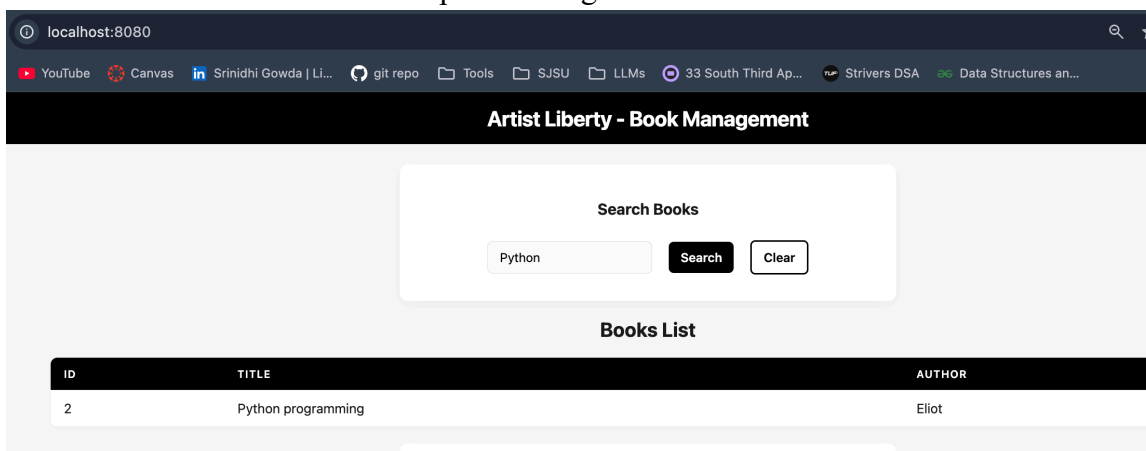 localhost:8080
YouTube Canvas Srinidhi Gowda | Li... git repo Tools SJSU LLMs 33 South Third Ap... Strivers DSA Data Structures an...
Artist Liberty - Book Management
Search Books
Python Search Clear
Books List
ID TITLE AUTHOR
2 Python programming Eliot